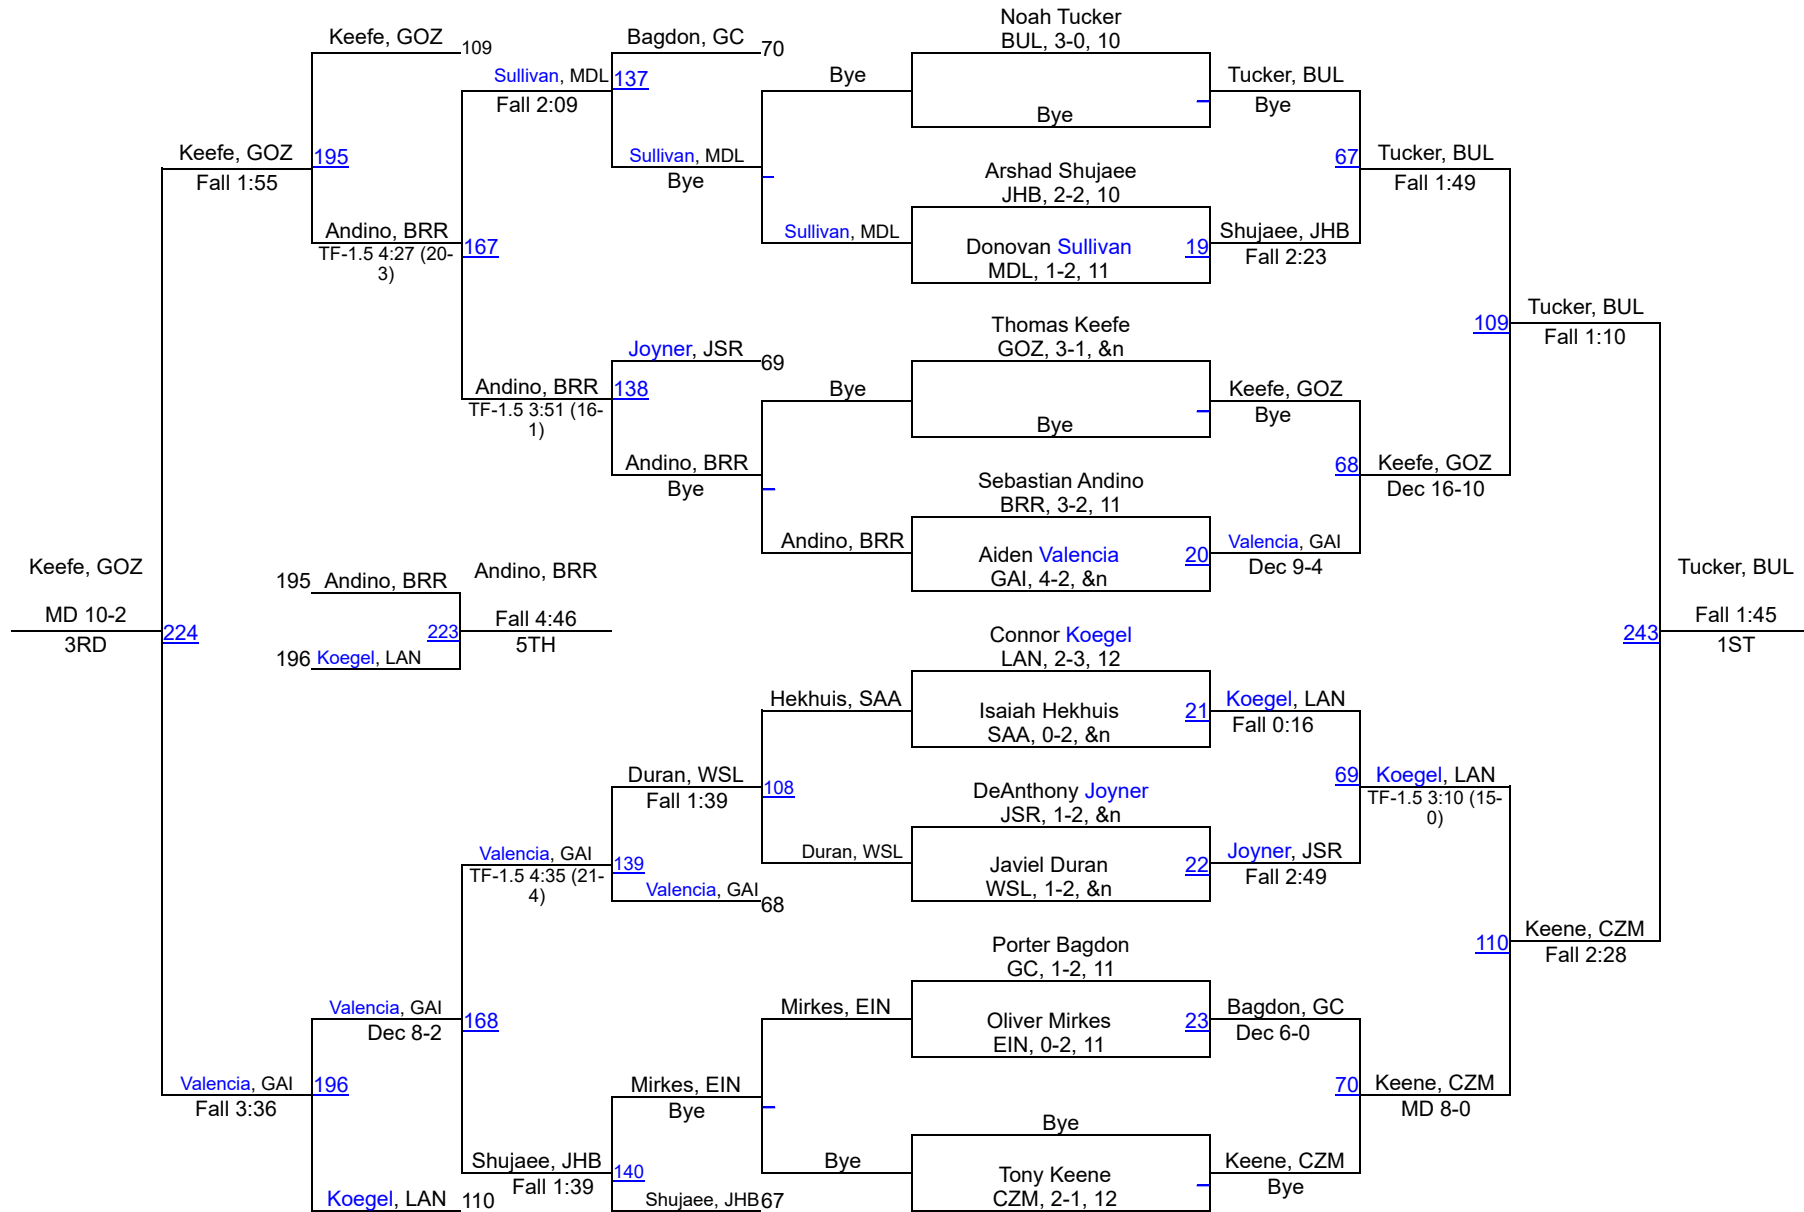 Noah Tucker
Keefe, GOZ
109
Bagdon, GC
70
BUL, 3-0, 10
Sullivan, MDL
137
Bye
Tucker, BUL
Fall 2:09
Bye
Bye
Keefe, GOZ
195
Sullivan, MDL
67
Tucker, BUL
Fall 1:55
Bye
Arshad Shujaee
Fall 1:49
JHB, 2-2, 10
Andino, BRR
Sullivan, MDL
Shujaee, JHB
TF-1.5 4:27 (20-
3)
167
Donovan Sullivan
19
Fall 2:23
MDL, 1-2, 11
Tucker, BUL
109
Thomas Keefe
Fall 1:10
Joyner, JSR
69
GOZ, 3-1, &n
Andino, BRR
138
Bye
Keefe, GOZ
TF-1.5 3:51 (16-
1)
Bye
Bye
Andino, BRR
68
Keefe, GOZ
Bye
Sebastian Andino
Dec 16-10
BRR, 3-2, 11
Andino, BRR
Valencia, GAI
Aiden Valencia
20
Dec 9-4
Keefe, GOZ
195
Andino, BRR
Andino, BRR
GAI, 4-2, &n
Tucker, BUL
MD 10-2
Fall 4:46
Fall 1:45
224
223
243
3RD
5TH
1ST
196
Koegel, LAN
Connor Koegel
LAN, 2-3, 12
Hekhuis, SAA
Koegel, LAN
Isaiah Hekhuis
21
Fall 0:16
SAA, 0-2, &n
Duran, WSL
108
69
Koegel, LAN
Fall 1:39
DeAnthony Joyner
TF-1.5 3:10 (15-
0)
JSR, 1-2, &n
Valencia, GAI
139
Duran, WSL
Joyner, JSR
TF-1.5 4:35 (21-
4)
Javiel Duran
22
Fall 2:49
Valencia, GAI
68
WSL, 1-2, &n
Keene, CZM
110
Porter Bagdon
Fall 2:28
GC, 1-2, 11
Valencia, GAI
168
Mirkes, EIN
Bagdon, GC
Dec 8-2
Oliver Mirkes
23
Dec 6-0
EIN, 0-2, 11
Valencia, GAI
196
Mirkes, EIN
70
Keene, CZM
Fall 3:36
Bye
MD 8-0
Bye
Shujaee, JHB
140
Bye
Keene, CZM
Fall 1:39
Tony Keene
Bye
Koegel, LAN
110
Shujaee, JHB
67
CZM, 2-1, 12